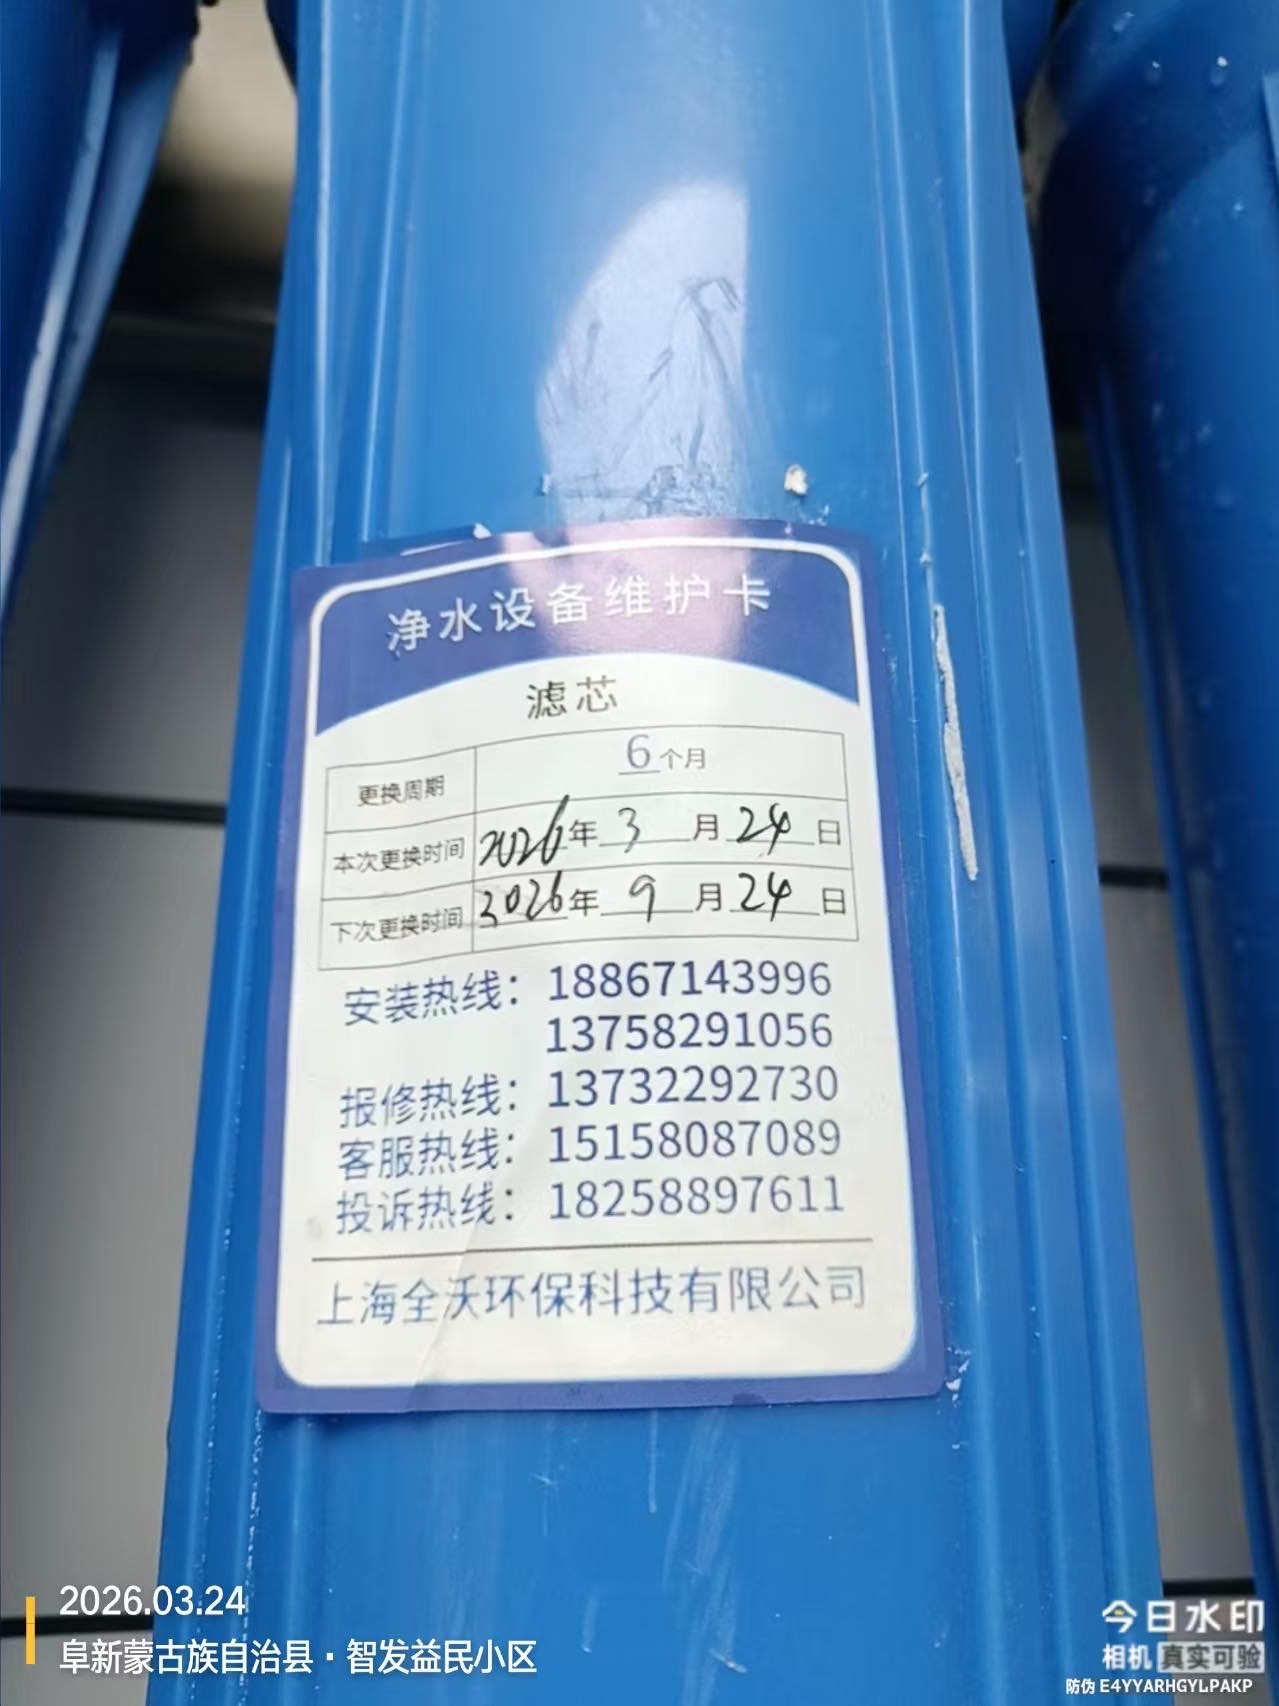 净水设备维护卡
滤芯
更换周期 6个月
本次更换时间 2026年3月24日
下次更换时间 2026年9月24日
安装热线：18867143996
13758291056
报修热线：13732292730
客服热线：15158087089
投诉热线：18258897611
上海全沃环保科技有限公司
2026.03.24
阜新蒙古族自治县·智发益民小区
今日水印
相机 真实可验
防伪 E4YYARHGYLPAKP